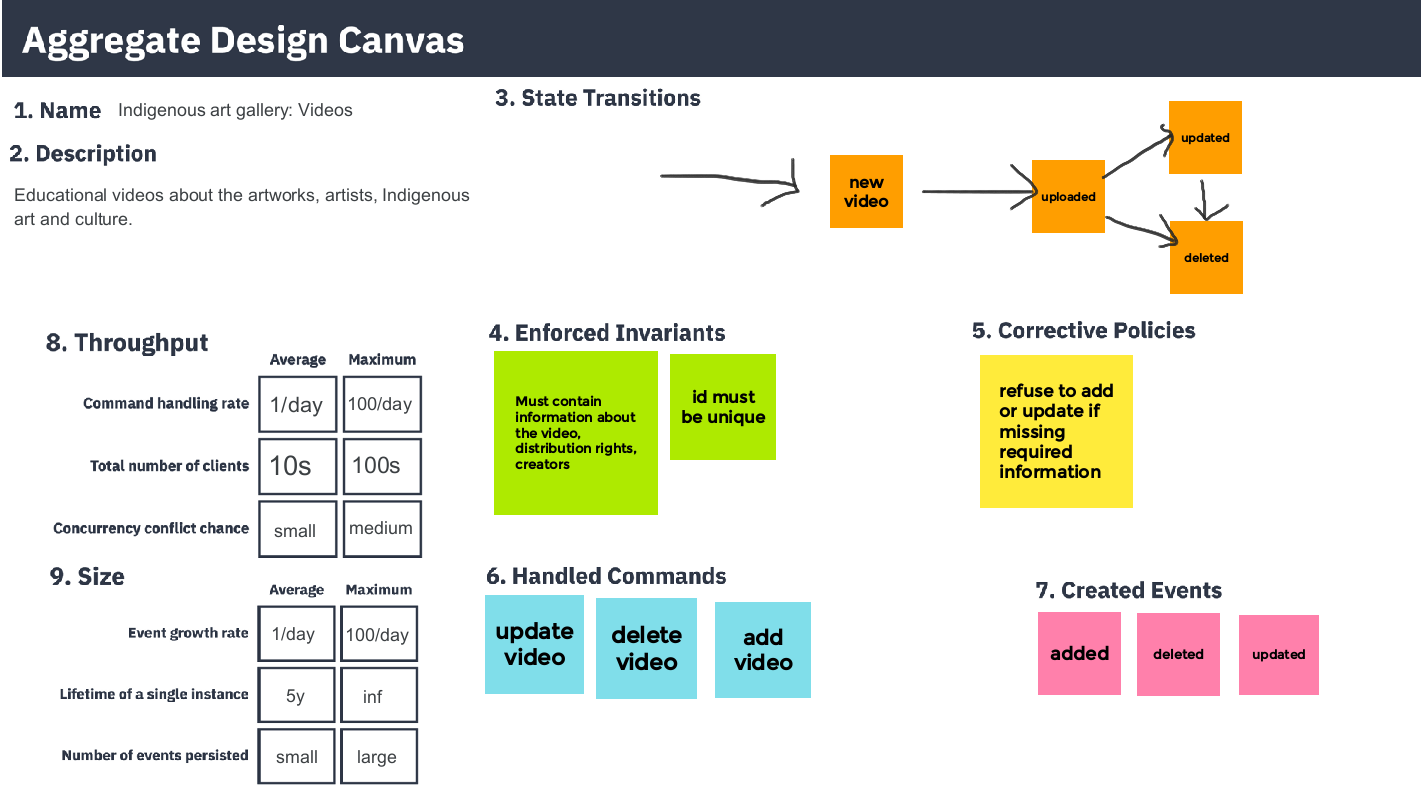 Aggregate Design Canvas
1. Name
Indigenous art gallery: Videos
2. Description
Educational videos about the artworks, artists, Indigenous
art and culture.
3. State Transitions
new
video
uploaded
updated
deleted
8. Throughput
Average
Maximum
Command handling rate
1/day
100/day
Total number of clients
10s
100s
Concurrency conflict chance
small
medium
9. Size
Average
Maximum
Event growth rate
1/day
100/day
Lifetime of a single instance
5y
inf
Number of events persisted
small
large
4. Enforced Invariants
Must contain
information about
the video,
distribution rights,
creators
id must
be unique
5. Corrective Policies
refuse to add
or update if
missing
required
information
6. Handled Commands
update
video
delete
video
add
video
7. Created Events
added
deleted
updated